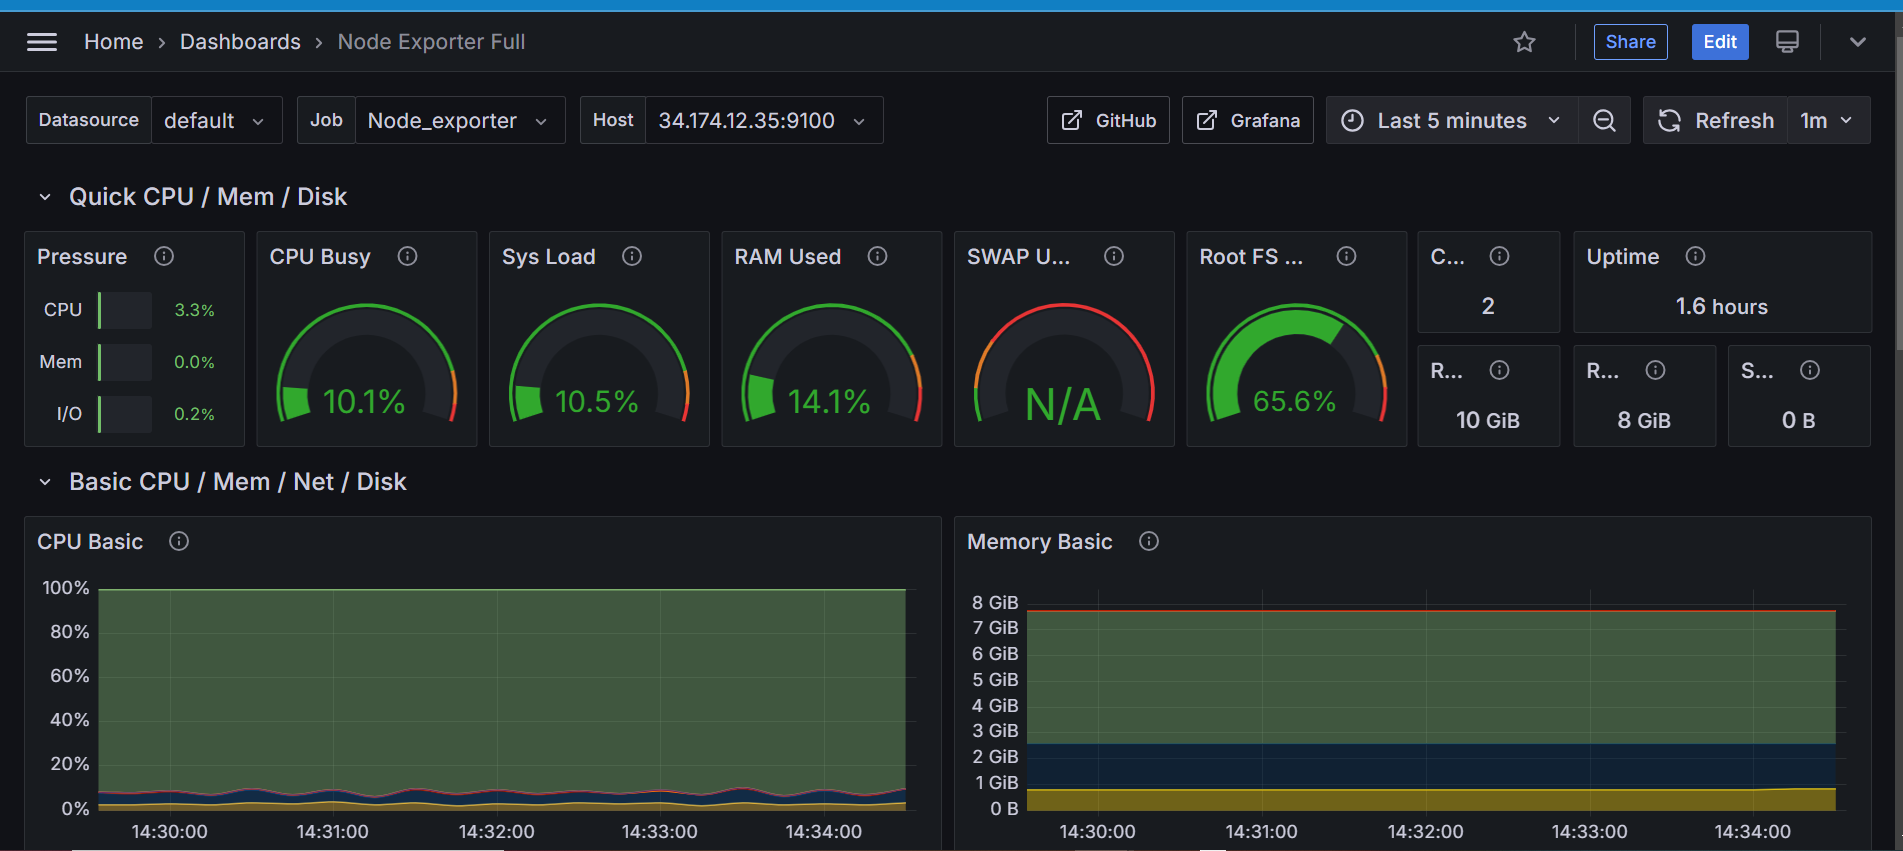 Home › Dashboards › Node Exporter Full
Share
Edit
Datasource default
Job Node_exporter
Host 34.174.12.35:9100
GitHub
Grafana
Last 5 minutes
Refresh 1m
Quick CPU / Mem / Disk
Pressure
CPU 3.3%
Mem 0.0%
I/O 0.2%
CPU Busy
10.1%
Sys Load
10.5%
RAM Used
14.1%
SWAP U...
N/A
Root FS ...
65.6%
C...
2
Uptime
1.6 hours
R...
10 GiB
R...
8 GiB
S...
0 B
Basic CPU / Mem / Net / Disk
CPU Basic
100%
80%
60%
40%
20%
0%
14:30:00 14:31:00 14:32:00 14:33:00 14:34:00
Memory Basic
8 GiB
7 GiB
6 GiB
5 GiB
4 GiB
3 GiB
2 GiB
1 GiB
0 B
14:30:00 14:31:00 14:32:00 14:33:00 14:34:00